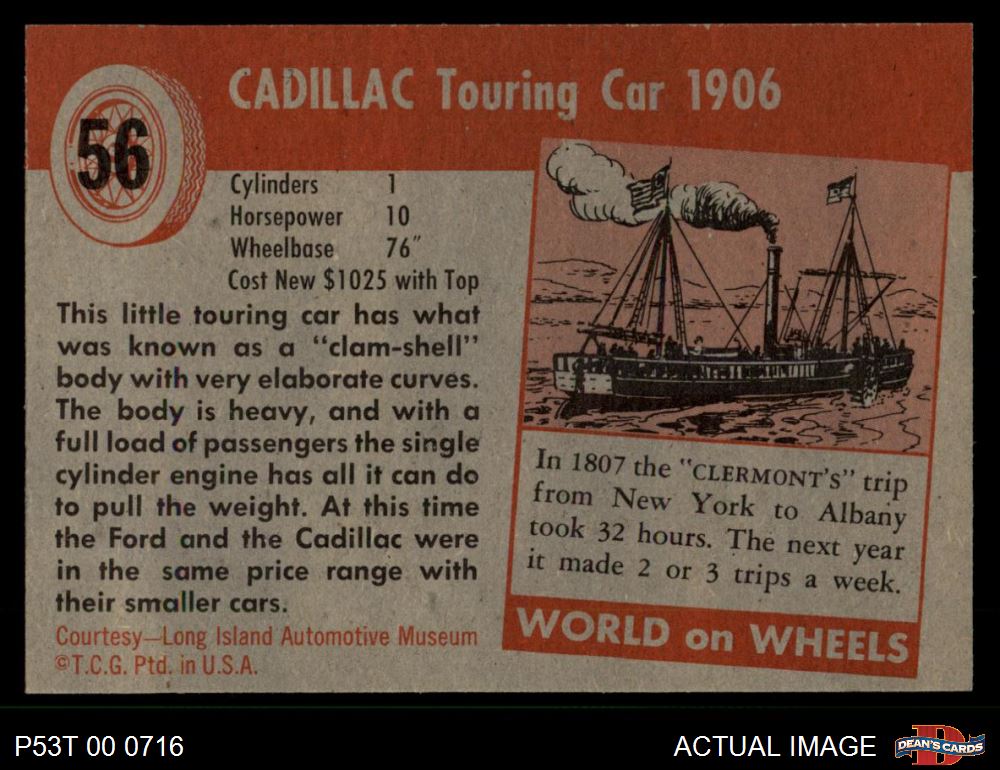 56
CADILLAC Touring Car 1906
Cylinders 1
Horsepower 10
Wheelbase 76"
Cost New $1025 with Top
This little touring car has what
was known as a "clam-shell"
body with very elaborate curves.
The body is heavy, and with a
full load of passengers the single
cylinder engine has all it can do
to pull the weight. At this time
the Ford and the Cadillac were
in the same price range with
their smaller cars.
Courtesy—Long Island Automotive Museum
©T.C.G. Ptd. in U.S.A.
In 1807 the "CLERMONT'S" trip
from New York to Albany
took 32 hours. The next year
it made 2 or 3 trips a week.
WORLD on WHEELS
P53T 00 0716
ACTUAL IMAGE
D
DEAN'S CARDS